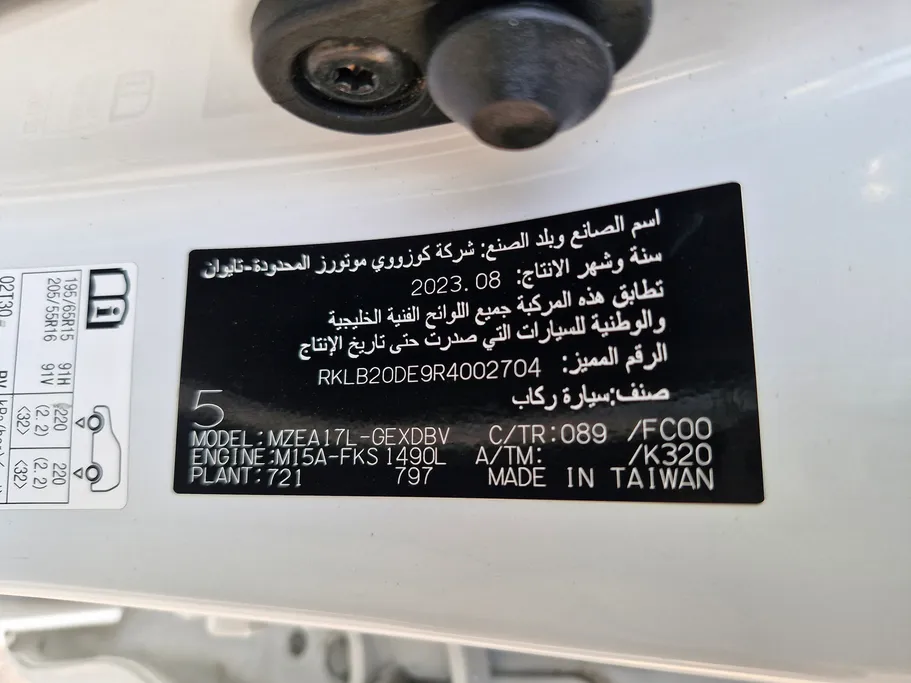 اسم الصانع وبلد الصنع: شركة كوزووي موتورز المحدودة-تايوان
سنة وشهر الانتاج: 2023.08
تطابق هذه المركبة جميع اللوائح الفنية الخليجية
والوطنية للسيارات التي صدرت حتى تاريخ الإنتاج
الرقم المميز: RKLB20DE9R4002704
صنف:سيارة ركاب
5
MODEL:MZEA17L-GEXDBV C/TR:089 /FC00
ENGINE:M15A-FKS 1490L A/TM: /K320
PLANT:721 797 MADE IN TAIWAN
195/65R15 91H 220 (2.2) <32> 220 (2.2) <32>
205/55R16 91V